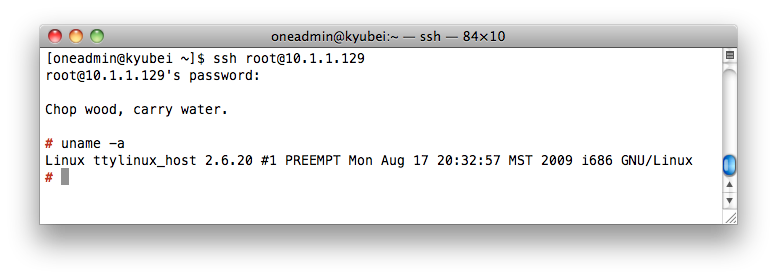 oneadmin@kyubei:~ — ssh — 84×10
[oneadmin@kyubei ~]$ ssh root@10.1.1.129
root@10.1.1.129's password:
Chop wood, carry water.
# uname -a
Linux ttylinux_host 2.6.20 #1 PREEMPT Mon Aug 17 20:32:57 MST 2009 i686 GNU/Linux
#